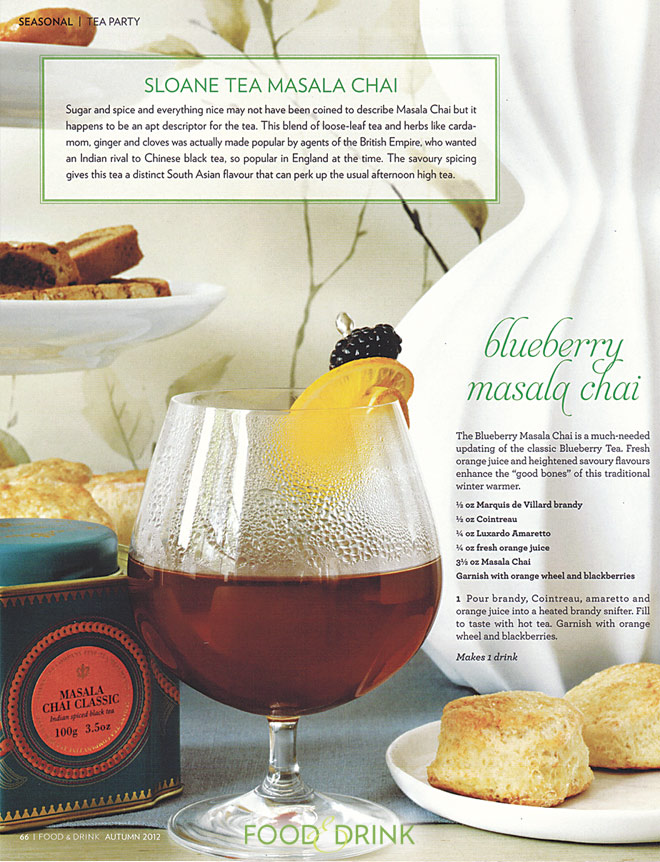 SEASONAL | TEA PARTY
SLOANE TEA MASALA CHAI
Sugar and spice and everything nice may not have been coined to describe Masala Chai but it
happens to be an apt descriptor for the tea. This blend of loose-leaf tea and herbs like carda-
mom, ginger and cloves was actually made popular by agents of the British Empire, who wanted
an Indian rival to Chinese black tea, so popular in England at the time. The savoury spicing
gives this tea a distinct South Asian flavour that can perk up the usual afternoon high tea.
blueberry
masala chai
The Blueberry Masala Chai is a much-needed
updating of the classic Blueberry Tea. Fresh
orange juice and heightened savoury flavours
enhance the “good bones” of this traditional
winter warmer.
½ oz Marquis de Villard brandy
½ oz Cointreau
¼ oz Luxardo Amaretto
¼ oz fresh orange juice
3½ oz Masala Chai
Garnish with orange wheel and blackberries
1 Pour brandy, Cointreau, amaretto and
orange juice into a heated brandy snifter. Fill
to taste with hot tea. Garnish with orange
wheel and blackberries.
Makes 1 drink
MASALA
CHAI CLASSIC
Indian spiced black tea
100g 3.5oz
66 | FOOD & DRINK AUTUMN 2012
FOOD & DRINK